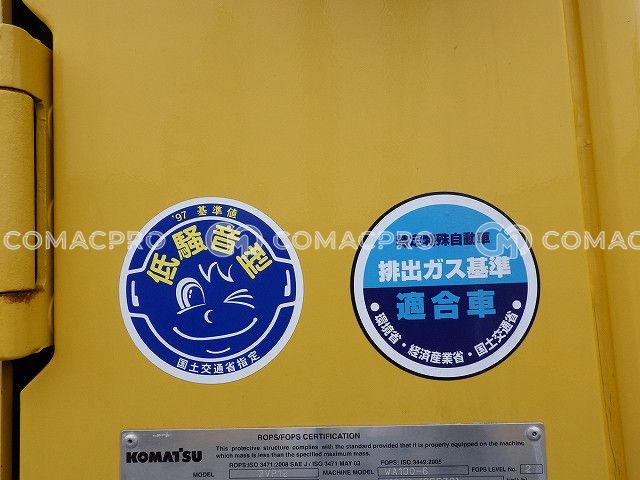 '97 基準値
低騒音型
国土交通省指定
特定特殊自動車
排出ガス基準
適合車
・環境省・経済産業省・国土交通省
COMACPRO COMACPRO COMACPRO
ROPS/FOPS CERTIFICATION
This protective structure complies with the standard provided that it is properly equipped on the machine
which mass is less than the specified maximum mass.
KOMATSU
ROPS:ISO 3471:2008 SAE J / ISO 3471 MAY 03 FOPS: ISO 3449:2005
MODEL MACHINE MODEL WA100-6 FOPS LEVEL No. 2